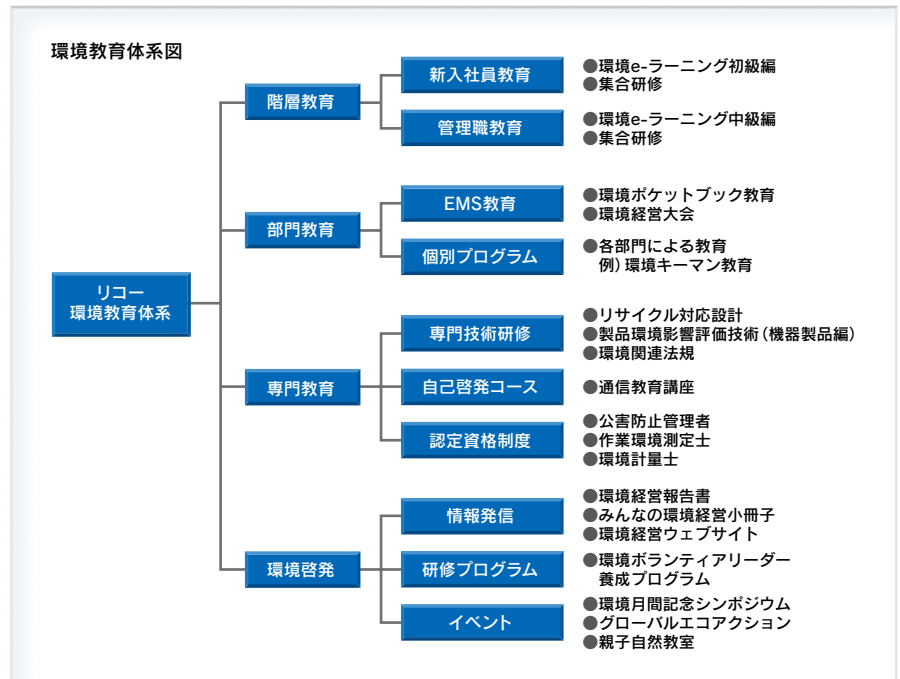 環境教育体系図
リコー
環境教育体系
階層教育
新入社員教育
●環境e-ラーニング初級編
●集合研修
管理職教育
●環境e-ラーニング中級編
●集合研修
部門教育
EMS教育
●環境ポケットブック教育
●環境経営大会
個別プログラム
●各部門による教育
例）環境キーマン教育
専門教育
専門技術研修
●リサイクル対応設計
●製品環境影響評価技術（機器製品編）
●環境関連法規
自己啓発コース
●通信教育講座
認定資格制度
●公害防止管理者
●作業環境測定士
●環境計量士
環境啓発
情報発信
●環境経営報告書
●みんなの環境経営小冊子
●環境経営ウェブサイト
研修プログラム
●環境ボランティアリーダー
養成プログラム
イベント
●環境月間記念シンポジウム
●グローバルエコアクション
●親子自然教室